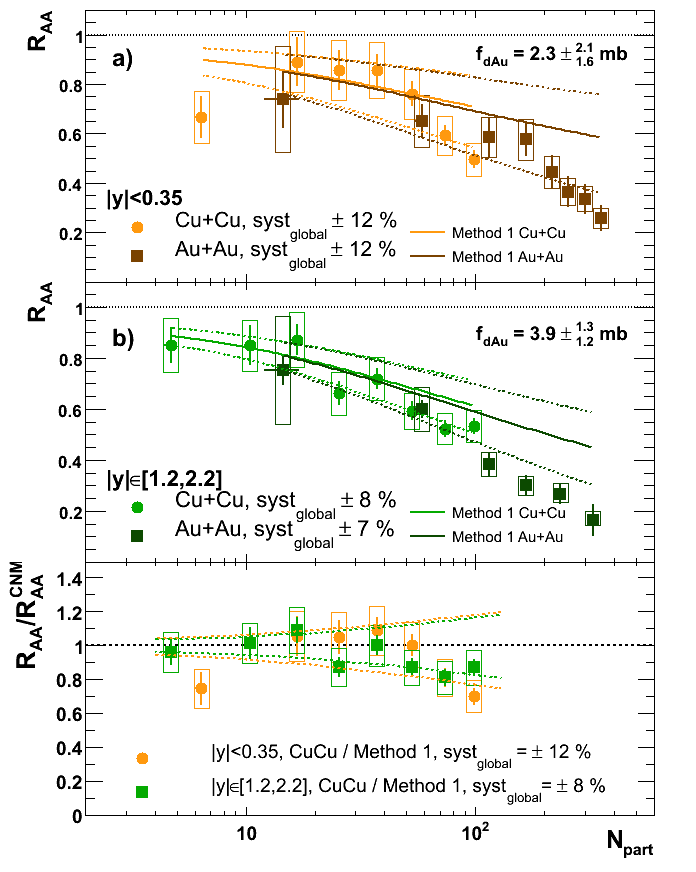 R_AA
1
0.8
0.6
0.4
0.2
a)
f_dAu = 2.3 ± 2.1 1.6 mb
|y|<0.35
Cu+Cu, syst_global ± 12 %
Au+Au, syst_global ± 12 %
Method 1 Cu+Cu
Method 1 Au+Au
R_AA
1
0.8
0.6
0.4
0.2
b)
f_dAu = 3.9 ± 1.3 1.2 mb
|y|∈[1.2,2.2]
Cu+Cu, syst_global ± 8 %
Au+Au, syst_global ± 7 %
Method 1 Cu+Cu
Method 1 Au+Au
R_AA/R_AA^CNM
1.4
1.2
1
0.8
0.6
0.4
0.2
0
|y|<0.35, CuCu / Method 1, syst_global = ± 12 %
|y|∈[1.2,2.2], CuCu / Method 1, syst_global = ± 8 %
10
10²
N_part